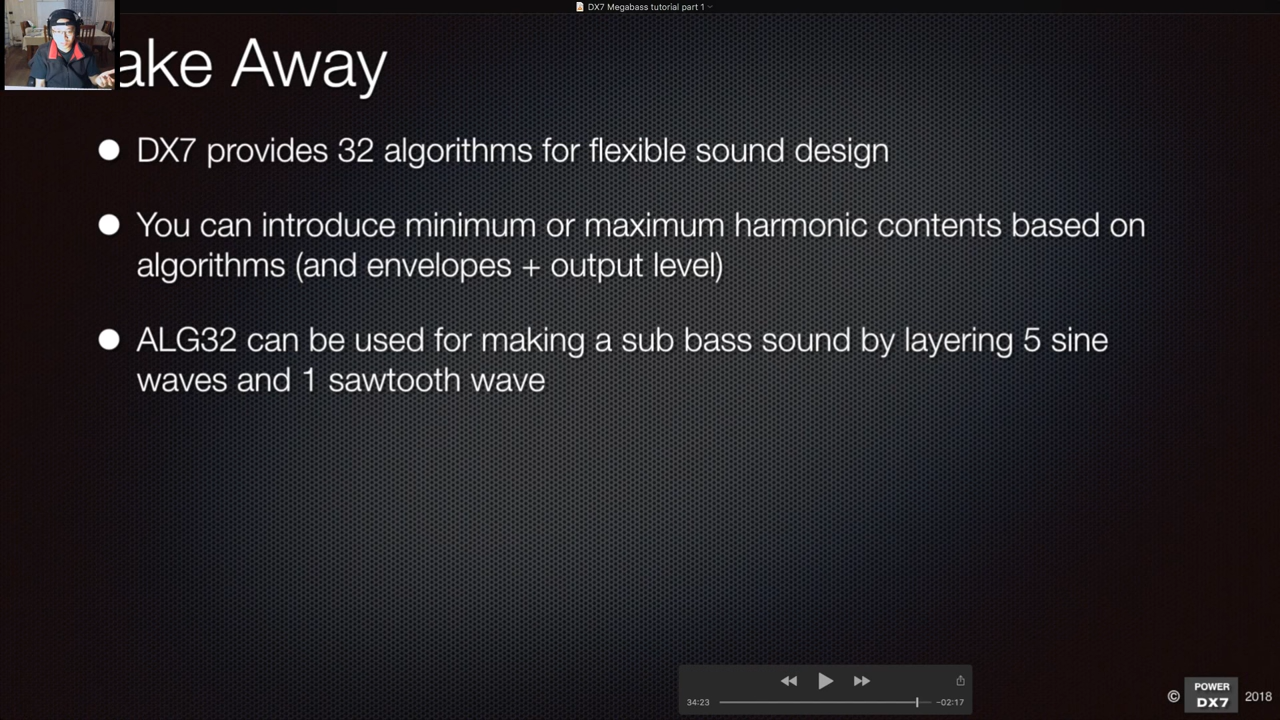 DX7 Megabass tutorial part 1
ake Away
DX7 provides 32 algorithms for flexible sound design
You can introduce minimum or maximum harmonic contents based on
algorithms (and envelopes + output level)
ALG32 can be used for making a sub bass sound by layering 5 sine
waves and 1 sawtooth wave
34:23
-02:17
© POWER DX7 2018